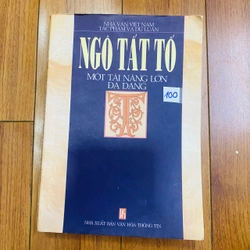 NHÀ VĂN VIỆT NAM
TÁC PHẨM VÀ DƯ LUẬN
NGÔ TẤT TỐ
MỘT TÀI NĂNG LỚN
ĐA DẠNG
100
T
NHÀ XUẤT BẢN VĂN HÓA THÔNG TIN